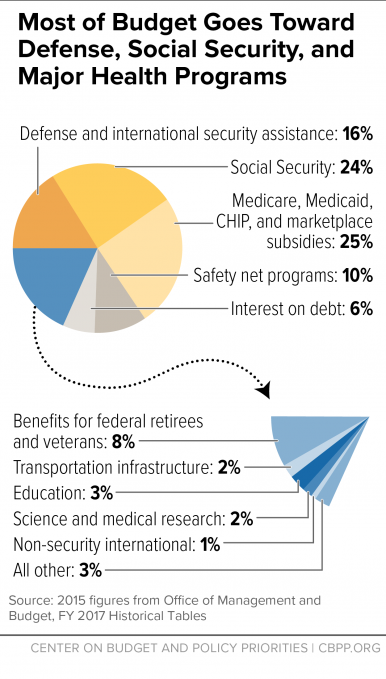 Most of Budget Goes Toward
Defense, Social Security, and
Major Health Programs
Defense and international security assistance: 16%
Social Security: 24%
Medicare, Medicaid,
CHIP, and marketplace
subsidies: 25%
Safety net programs: 10%
Interest on debt: 6%
Benefits for federal retirees
and veterans: 8%
Transportation infrastructure: 2%
Education: 3%
Science and medical research: 2%
Non-security international: 1%
All other: 3%
Source: 2015 figures from Office of Management and
Budget, FY 2017 Historical Tables
CENTER ON BUDGET AND POLICY PRIORITIES | CBPP.ORG